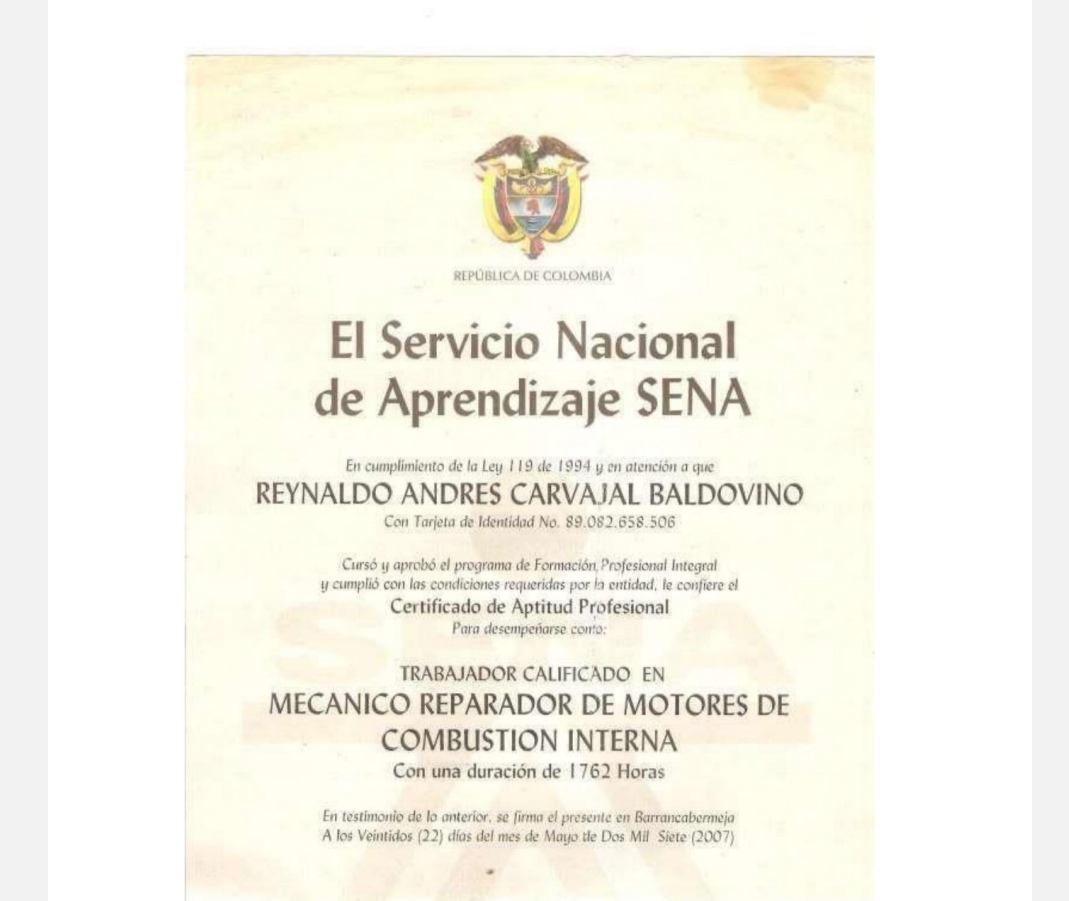 REPÚBLICA DE COLOMBIA
El Servicio Nacional
de Aprendizaje SENA
En cumplimiento de la Ley 119 de 1994 y en atención a que
REYNALDO ANDRES CARVAJAL BALDOVINO
Con Tarjeta de Identidad No. 89.082.658.506
Cursó y aprobó el programa de Formación Profesional Integral
y cumplió con las condiciones requeridas por la entidad, le confiere el
Certificado de Aptitud Profesional
Para desempeñarse como:
SENA
TRABAJADOR CALIFICADO EN
MECANICO REPARADOR DE MOTORES DE
COMBUSTION INTERNA
Con una duración de 1762 Horas
En testimonio de lo anterior, se firma el presente en Barrancabermeja
A los Veintidos (22) días del mes de Mayo de Dos Mil Siete (2007)